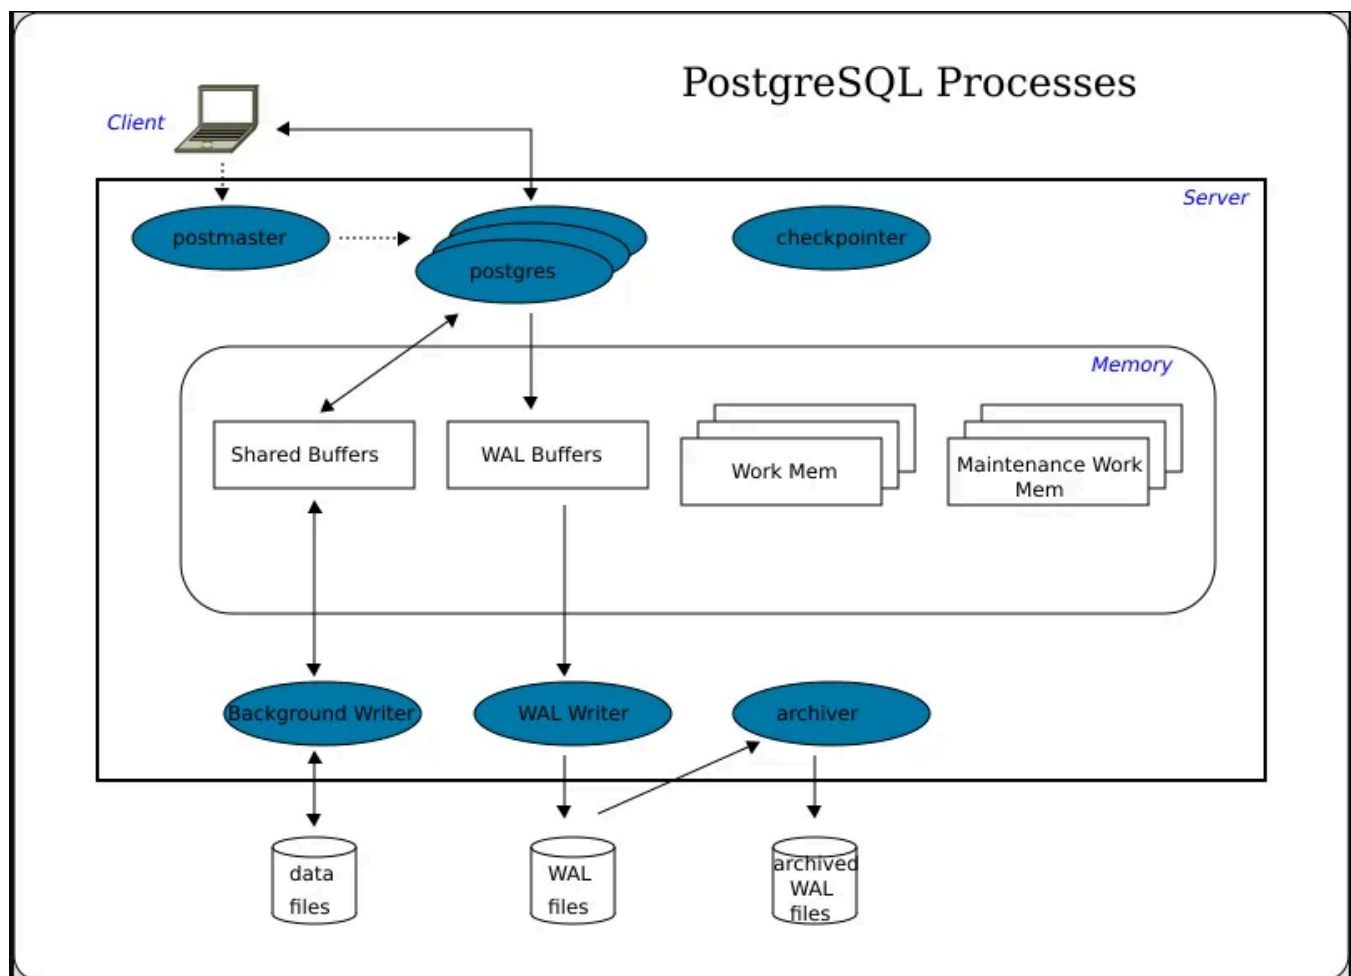 PostgreSQL Processes
Client
Server
postmaster
postgres
checkpointer
Memory
Shared Buffers
WAL Buffers
Work Mem
Maintenance Work
Mem
Background Writer
WAL Writer
archiver
data
files
WAL
files
archived
WAL
files